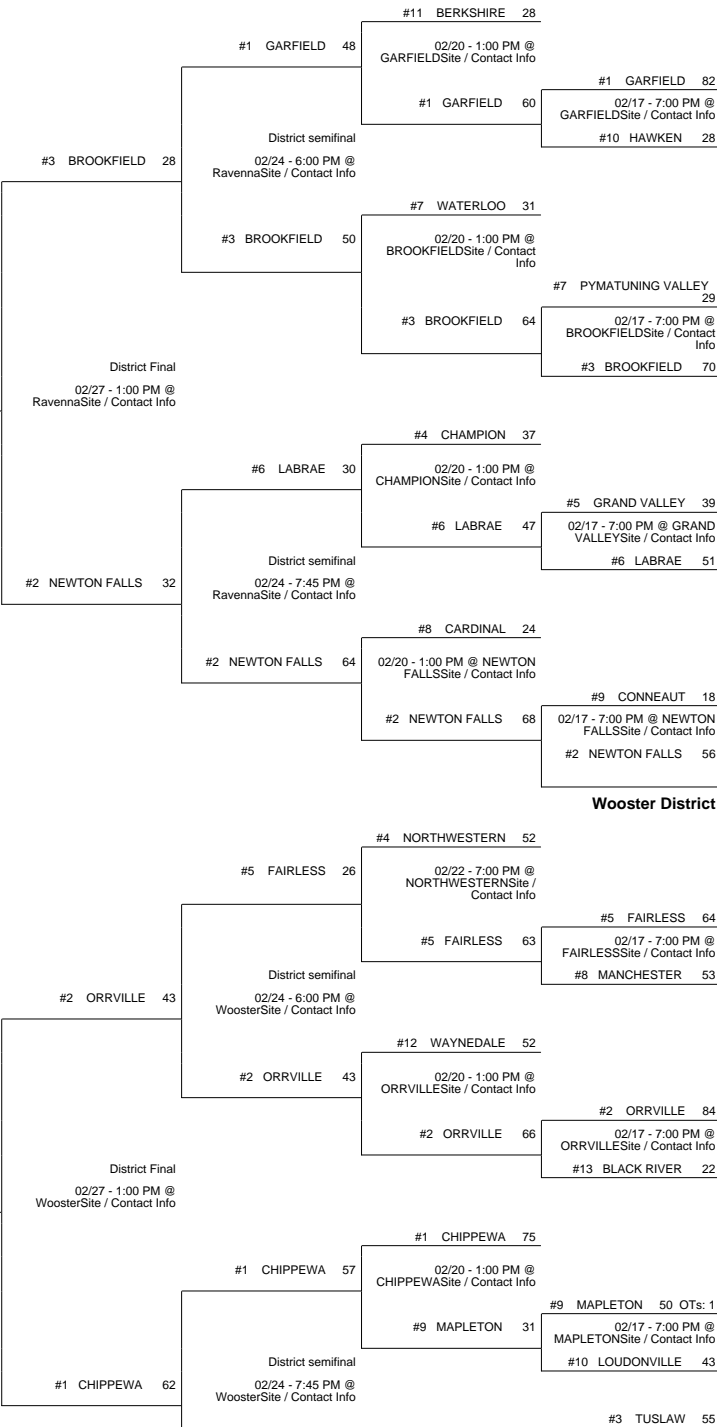 #11 BERKSHIRE 28
#1 GARFIELD 48
02/20 - 1:00 PM @
GARFIELDSite / Contact Info
#1 GARFIELD 82
#1 GARFIELD 60
02/17 - 7:00 PM @
GARFIELDSite / Contact Info
District semifinal
#10 HAWKEN 28
#3 BROOKFIELD 28
02/24 - 6:00 PM @
RavennaSite / Contact Info
#7 WATERLOO 31
#3 BROOKFIELD 50
02/20 - 1:00 PM @
BROOKFIELDSite / Contact
Info
#7 PYMATUNING VALLEY
29
#3 BROOKFIELD 64
02/17 - 7:00 PM @
BROOKFIELDSite / Contact
Info
District Final
#3 BROOKFIELD 70
02/27 - 1:00 PM @
RavennaSite / Contact Info
#4 CHAMPION 37
#6 LABRAE 30
02/20 - 1:00 PM @
CHAMPIONSite / Contact Info
#5 GRAND VALLEY 39
#6 LABRAE 47
02/17 - 7:00 PM @ GRAND
VALLEYSite / Contact Info
District semifinal
#6 LABRAE 51
#2 NEWTON FALLS 32
02/24 - 7:45 PM @
RavennaSite / Contact Info
#8 CARDINAL 24
#2 NEWTON FALLS 64
02/20 - 1:00 PM @ NEWTON
FALLSSite / Contact Info
#9 CONNEAUT 18
#2 NEWTON FALLS 68
02/17 - 7:00 PM @ NEWTON
FALLSSite / Contact Info
#2 NEWTON FALLS 56
Wooster District
#4 NORTHWESTERN 52
#5 FAIRLESS 26
02/22 - 7:00 PM @
NORTHWESTERNSite /
Contact Info
#5 FAIRLESS 64
#5 FAIRLESS 63
02/17 - 7:00 PM @
FAIRLESSSite / Contact Info
District semifinal
#8 MANCHESTER 53
#2 ORRVILLE 43
02/24 - 6:00 PM @
WoosterSite / Contact Info
#12 WAYNEDALE 52
#2 ORRVILLE 43
02/20 - 1:00 PM @
ORRVILLESite / Contact Info
#2 ORRVILLE 84
#2 ORRVILLE 66
02/17 - 7:00 PM @
ORRVILLESite / Contact Info
District Final
#13 BLACK RIVER 22
02/27 - 1:00 PM @
WoosterSite / Contact Info
#1 CHIPPEWA 75
#1 CHIPPEWA 57
02/20 - 1:00 PM @
CHIPPEWASite / Contact Info
#9 MAPLETON 50 OTs: 1
#9 MAPLETON 31
02/17 - 7:00 PM @
MAPLETONSite / Contact Info
District semifinal
#10 LOUDONVILLE 43
#1 CHIPPEWA 62
02/24 - 7:45 PM @
WoosterSite / Contact Info
#3 TUSLAW 55